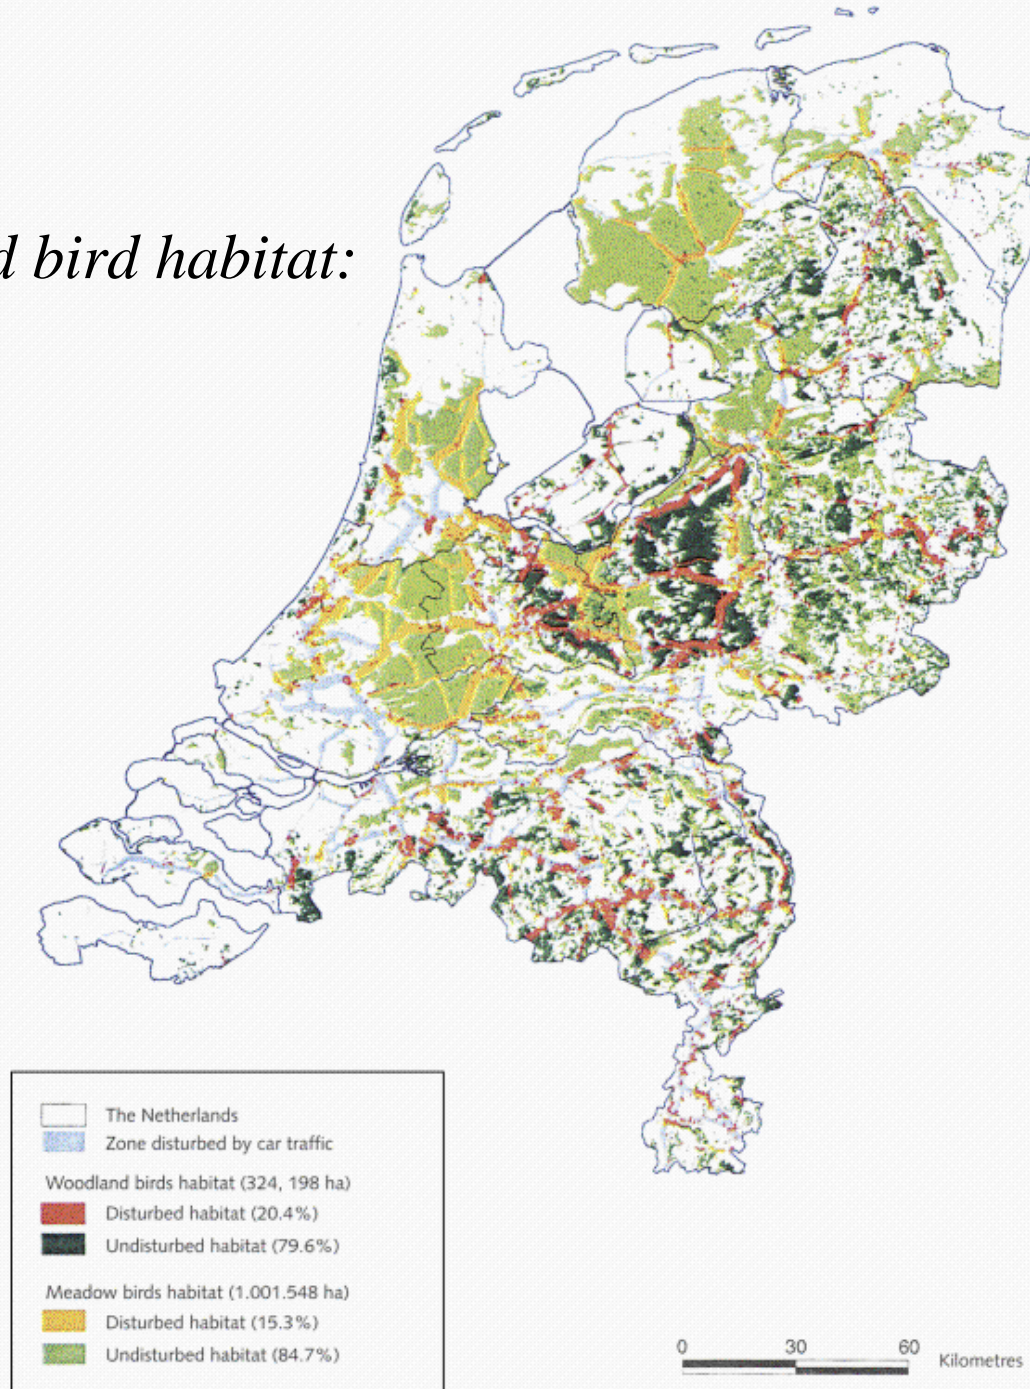 d bird habitat:
The Netherlands
Zone disturbed by car traffic
Woodland birds habitat (324, 198 ha)
Disturbed habitat (20.4%)
Undisturbed habitat (79.6%)
Meadow birds habitat (1.001.548 ha)
Disturbed habitat (15.3%)
Undisturbed habitat (84.7%)
0 30 60
Kilometres